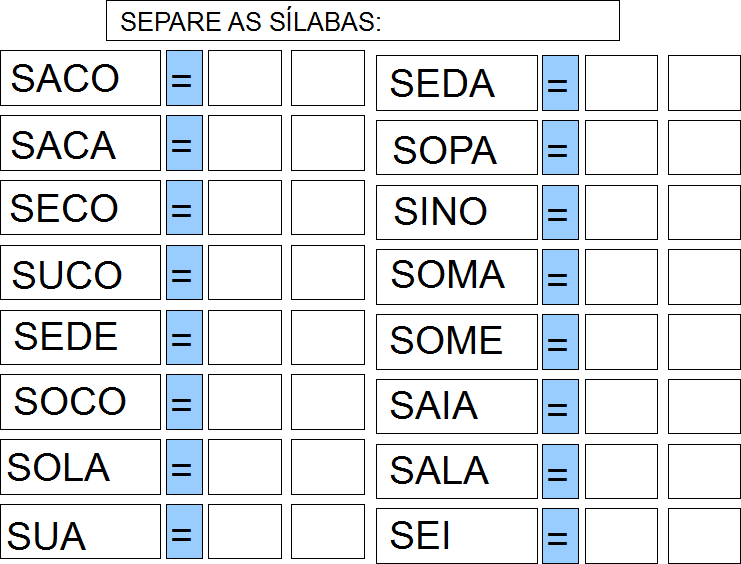 SEPARE AS SÍLABAS:
SACO =
SACA =
SECO =
SUCO =
SEDE =
SOCO =
SOLA =
SUA =
SEDA =
SOPA =
SINO =
SOMA =
SOME =
SAIA =
SALA =
SEI =